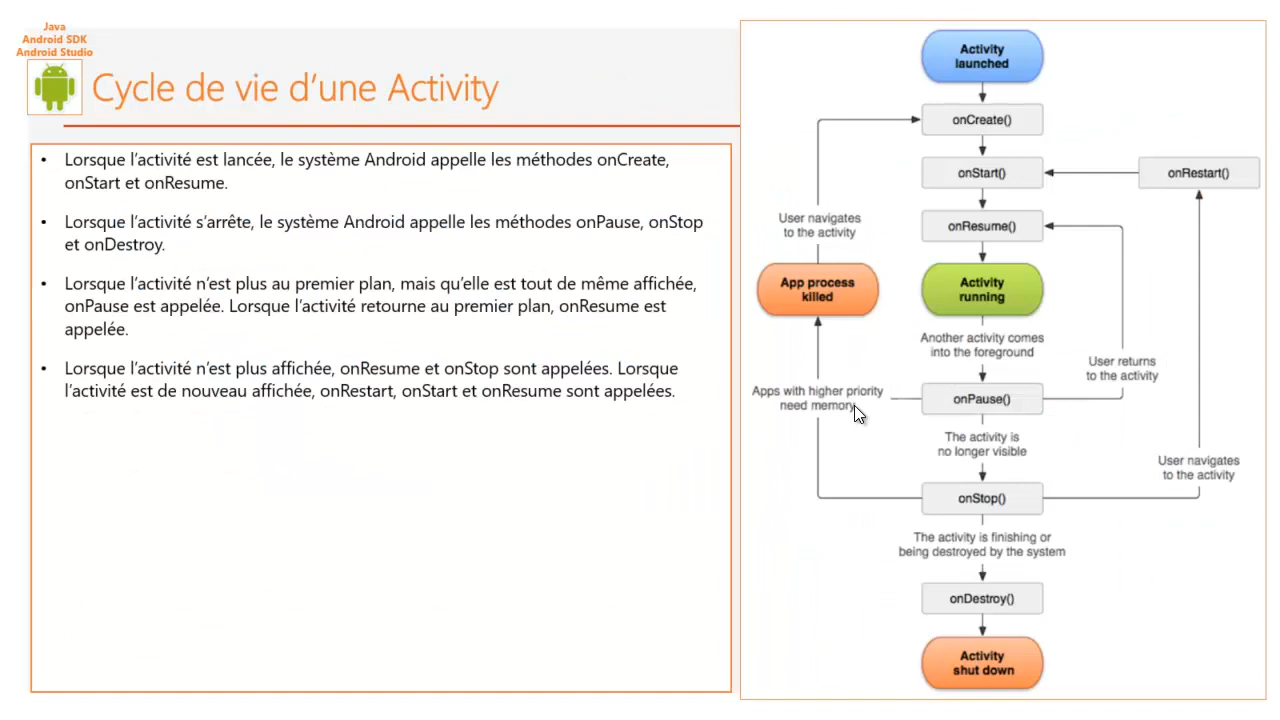 Java
Android SDK
Android Studio
Cycle de vie d’une Activity
• Lorsque l’activité est lancée, le système Android appelle les méthodes onCreate,
onStart et onResume.
• Lorsque l’activité s’arrête, le système Android appelle les méthodes onPause, onStop
et onDestroy.
• Lorsque l’activité n’est plus au premier plan, mais qu’elle est tout de même affichée,
onPause est appelée. Lorsque l’activité retourne au premier plan, onResume est
appelée.
• Lorsque l’activité n’est plus affichée, onResume et onStop sont appelées. Lorsque
l’activité est de nouveau affichée, onRestart, onStart et onResume sont appelées.
Activity
launched
onCreate()
onStart()
onRestart()
User navigates
to the activity
onResume()
App process
killed
Activity
running
Another activity comes
into the foreground
User returns
to the activity
Apps with higher priority
need memory
onPause()
The activity is
no longer visible
User navigates
to the activity
onStop()
The activity is finishing or
being destroyed by the system
onDestroy()
Activity
shut down